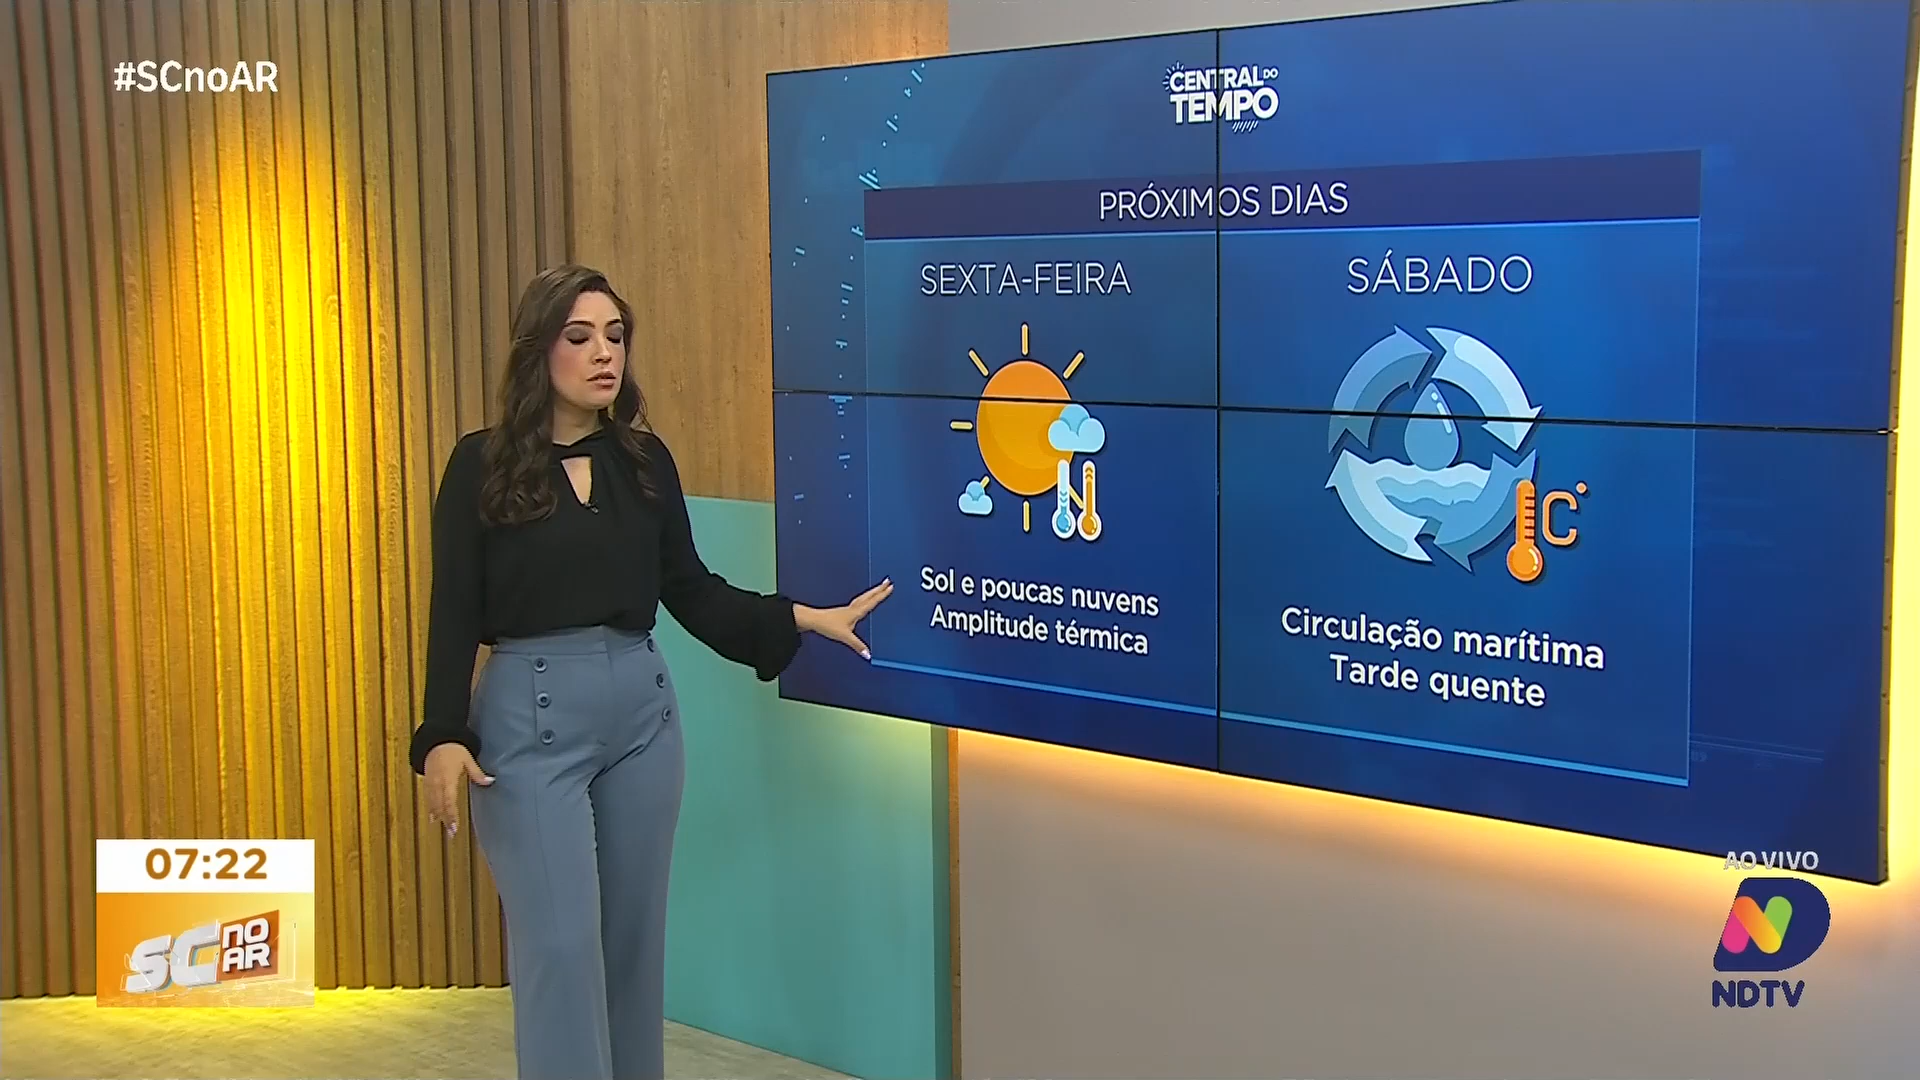 #SCnoAR
CENTRAL DO
TEMPO
PRÓXIMOS DIAS
SEXTA-FEIRA
Sol e poucas nuvens
Amplitude térmica
SÁBADO
C
Circulação marítima
Tarde quente
07:22
SC NO
AR
AO VIVO
NDTV